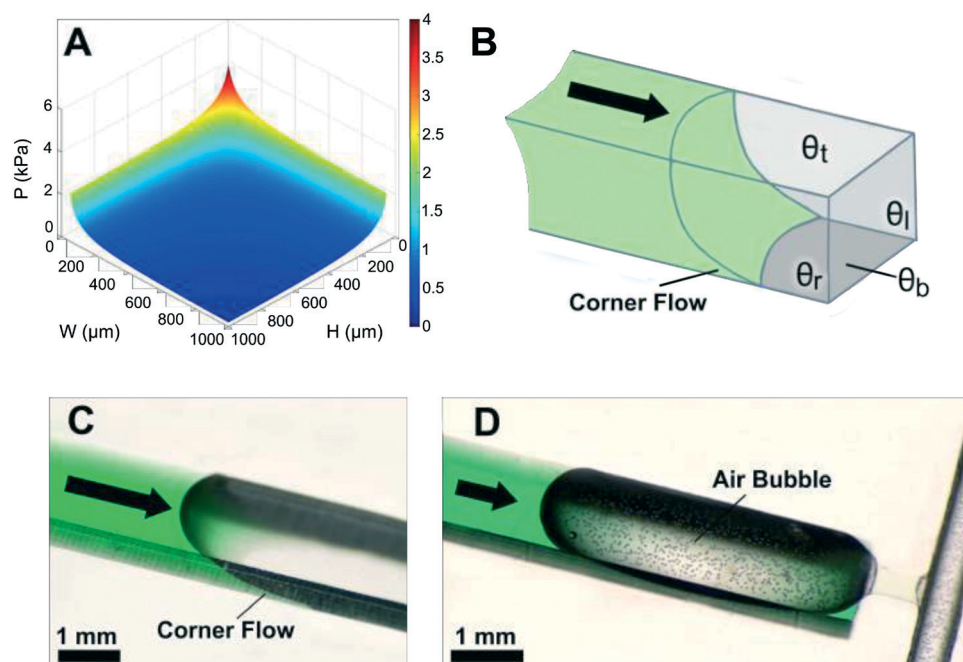 A
P (kPa)
6
4
2
0
0
200
400
600
800
1000
W (µm)
0
200
400
600
800
1000
H (µm)
4
3.5
3
2.5
2
1.5
1
0.5
0
B
θt
θl
θr
θb
Corner Flow
C
Corner Flow
1 mm
D
Air Bubble
1 mm